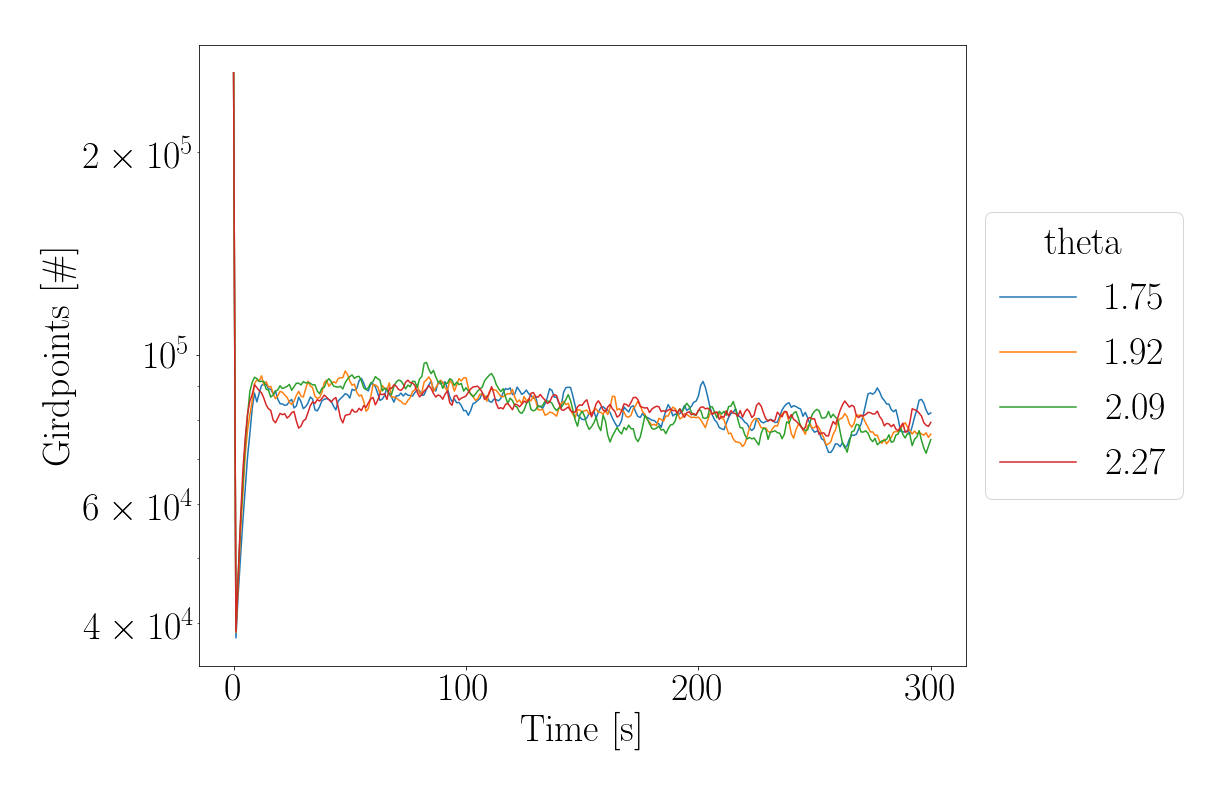 2 × 10^5
10^5
6 × 10^4
4 × 10^4
Girdpoints [#]
0 100 200 300
Time [s]
theta
1.75
1.92
2.09
2.27